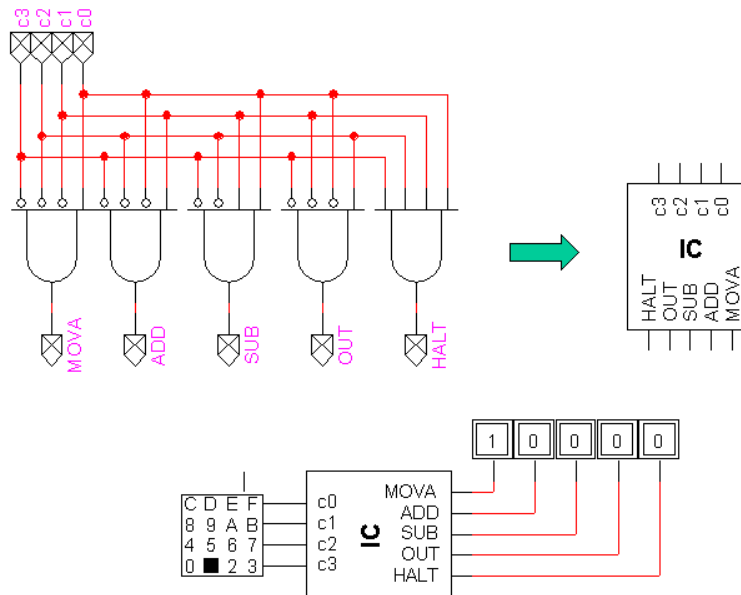 c3 c2 c1 c0
MOVA ADD SUB OUT HALT
c3 c2 c1 c0
IC
HALT OUT SUB ADD MOVA
1 0 0 0 0
C D E F
8 9 A B
4 5 6 7
0 2 3
c0
c1
c2
c3
IC
MOVA
ADD
SUB
OUT
HALT